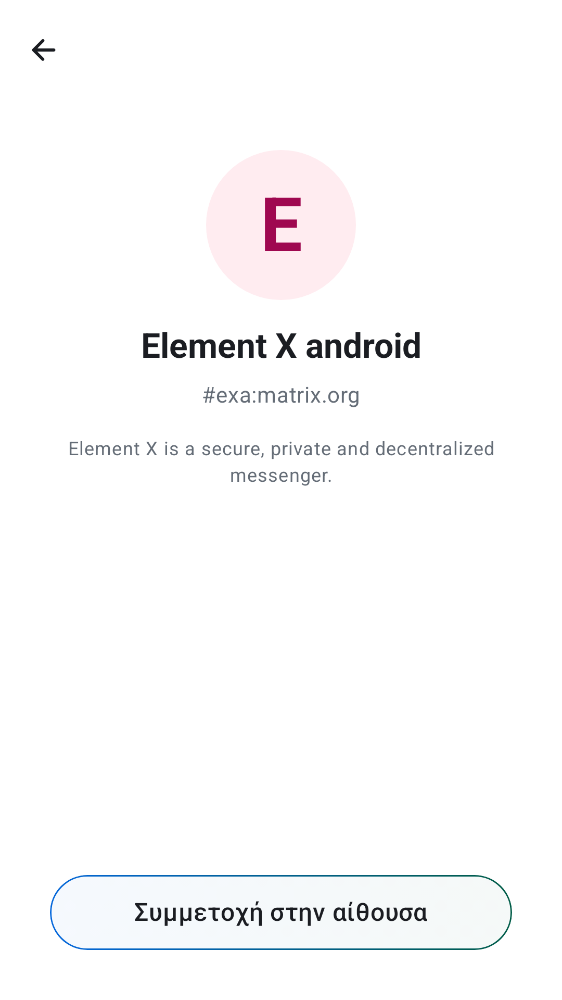 E
Element X android
#exa:matrix.org
Element X is a secure, private and decentralized
messenger.
Συμμετοχή στην αίθουσα